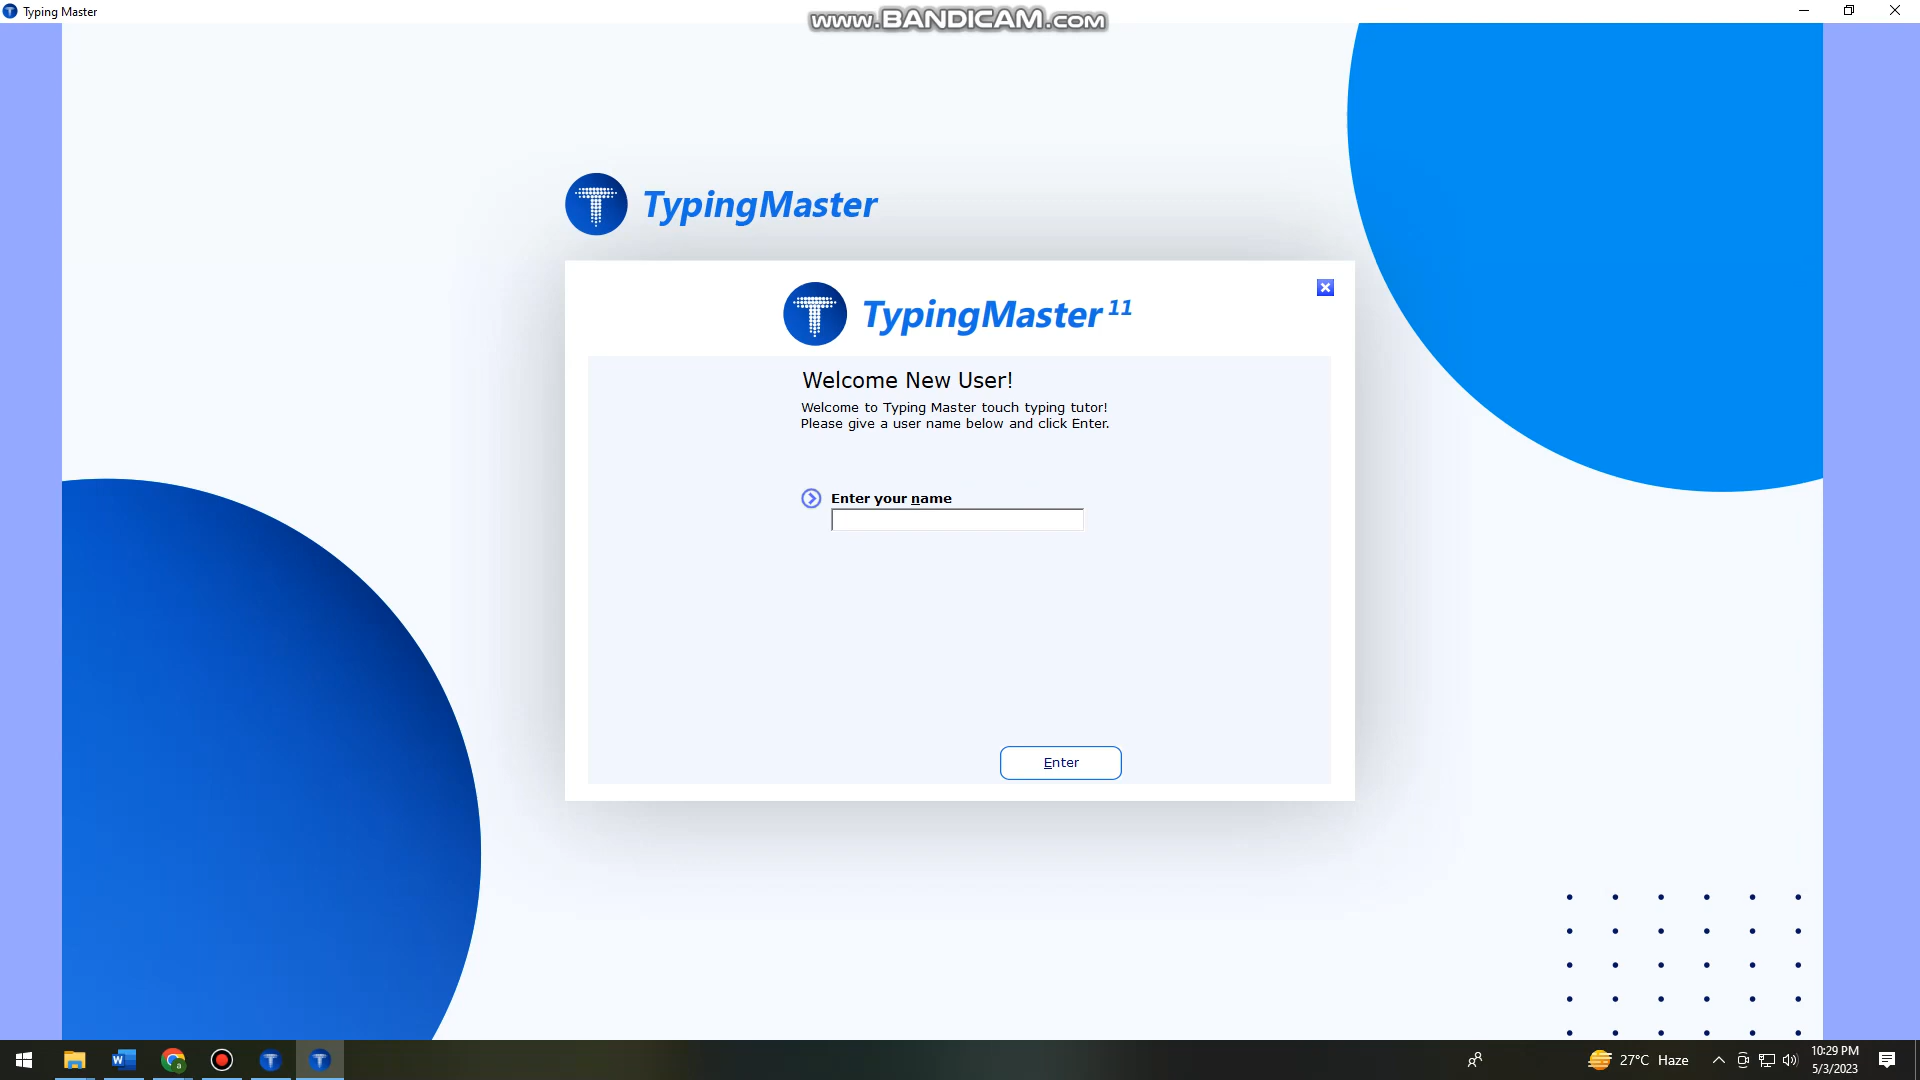 Typing Master
www.BANDICAM.com
TypingMaster
TypingMaster 11
Welcome New User!
Welcome to Typing Master touch typing tutor!
Please give a user name below and click Enter.
Enter your name
Enter
27°C Haze
10:29 PM
5/3/2023